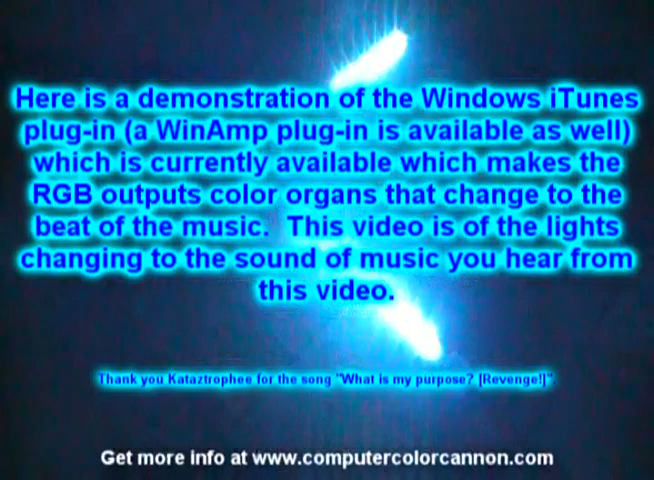 Here is a demonstration of the Windows iTunes
plug-in (a WinAmp plug-in is available as well)
which is currently available which makes the
RGB outputs color organs that change to the
beat of the music.  This video is of the lights
changing to the sound of music you hear from
this video.
Thank you Kataztrophee for the song "What is my purpose? [Revenge!]".
Get more info at www.computercolorcannon.com